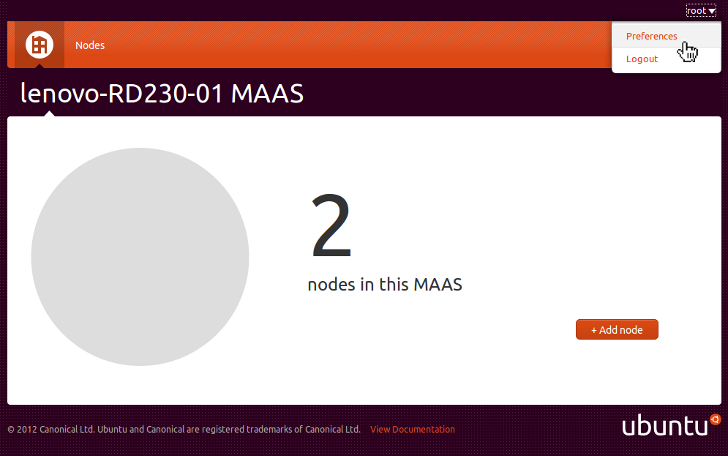 root
Nodes
Preferences
Logout
lenovo-RD230-01 MAAS
2
nodes in this MAAS
+ Add node
© 2012 Canonical Ltd. Ubuntu and Canonical are registered trademarks of Canonical Ltd. View Documentation
ubuntu